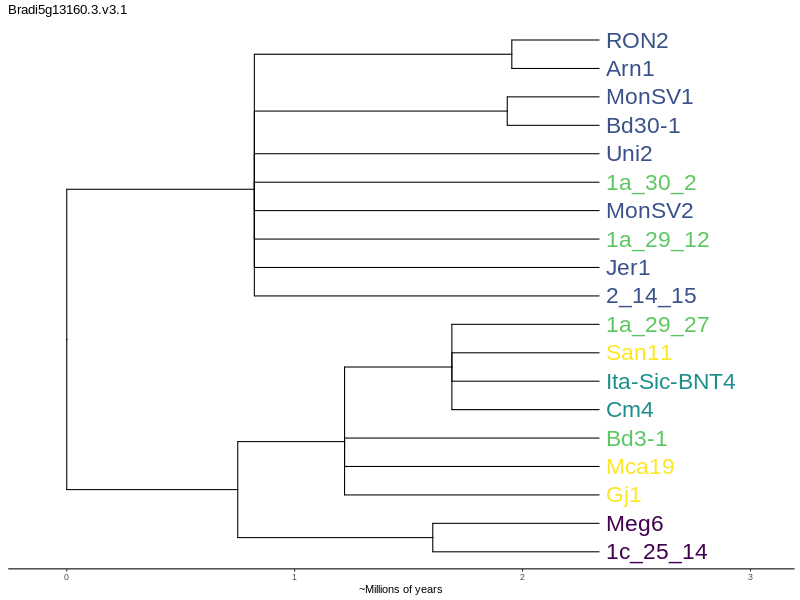 Bradi5g13160.3.v3.1
RON2
Arn1
MonSV1
Bd30-1
Uni2
1a_30_2
MonSV2
1a_29_12
Jer1
2_14_15
1a_29_27
San11
Ita-Sic-BNT4
Cm4
Bd3-1
Mca19
Gj1
Meg6
1c_25_14
0 1 2 3
~Millions of years